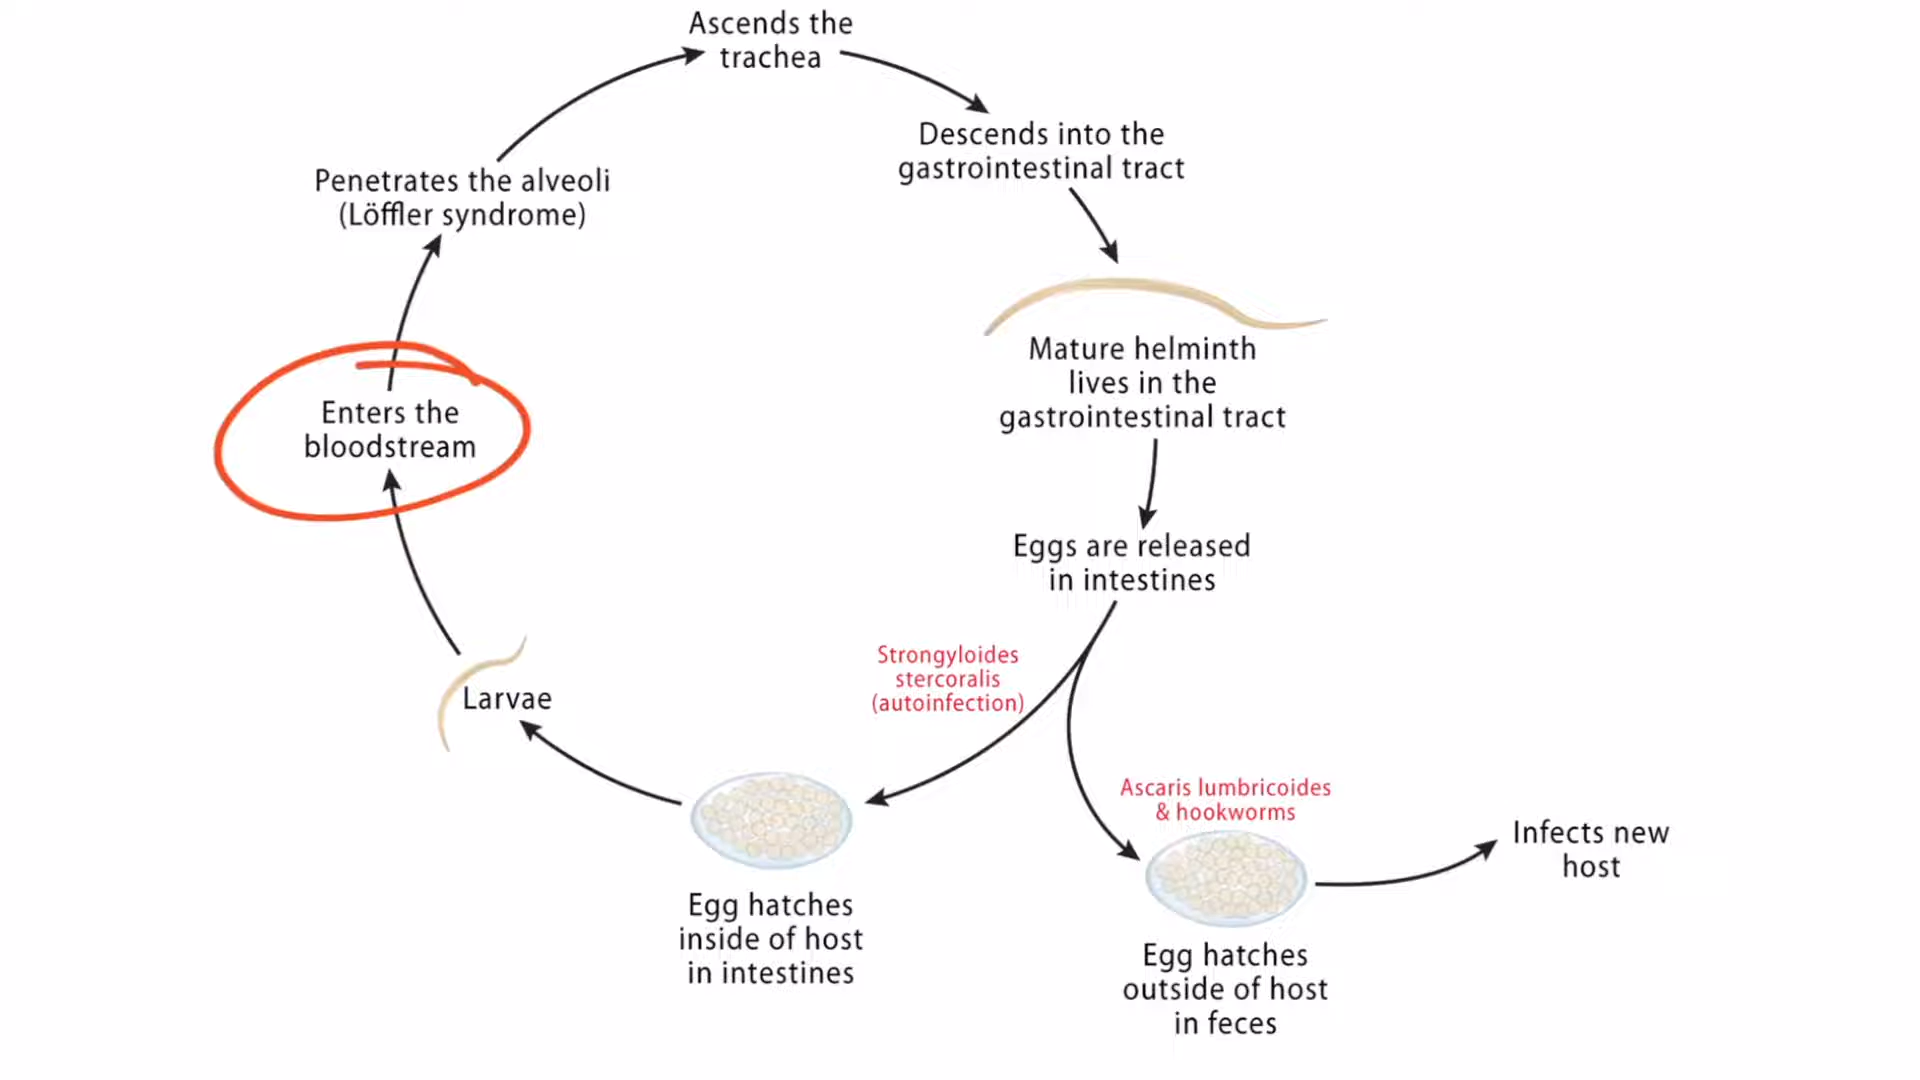 Ascends the
trachea
Descends into the
gastrointestinal tract
Penetrates the alveoli
(Löffler syndrome)
Mature helminth
lives in the
gastrointestinal tract
Enters the
bloodstream
Eggs are released
in intestines
Strongyloides
stercoralis
(autoinfection)
Larvae
Ascaris lumbricoides
& hookworms
Infects new
host
Egg hatches
inside of host
in intestines
Egg hatches
outside of host
in feces